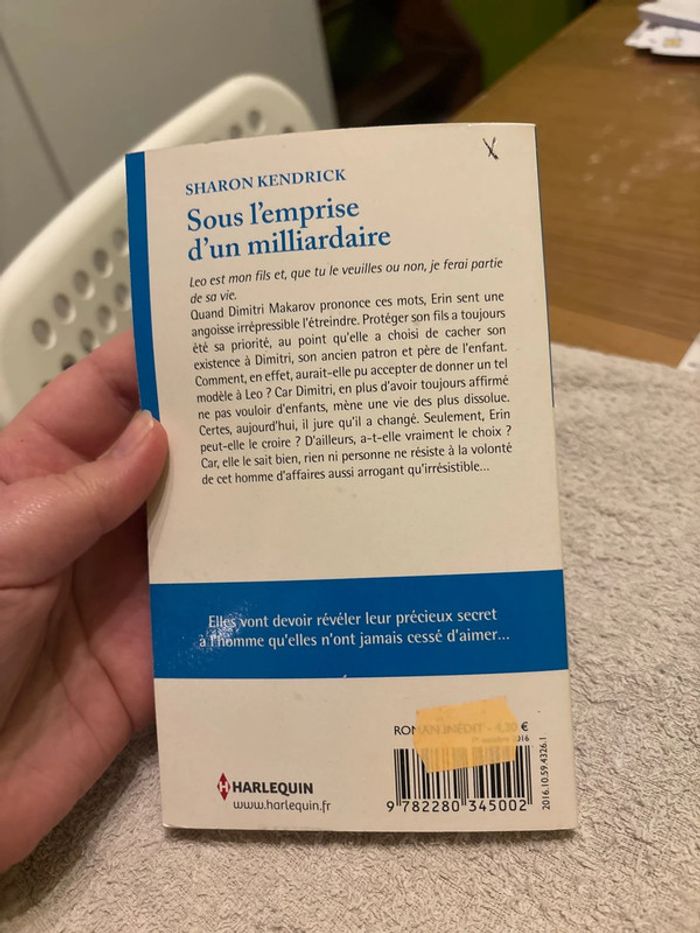 SHARON KENDRICK
Sous l'emprise
d'un milliardaire
Leo est mon fils et, que tu le veuilles ou non, je ferai partie
de sa vie.
Quand Dimitri Makarov prononce ces mots, Erin sent une
angoisse irrépressible l'étreindre. Protéger son fils a toujours
été sa priorité, au point qu'elle a choisi de cacher son
existence à Dimitri, son ancien patron et père de l'enfant.
Comment, en effet, aurait-elle pu accepter de donner un tel
modèle à Leo ? Car Dimitri, en plus d'avoir toujours affirmé
ne pas vouloir d'enfants, mène une vie des plus dissolue.
Certes, aujourd'hui, il jure qu'il a changé. Seulement, Erin
peut-elle le croire ? D'ailleurs, a-t-elle vraiment le choix ?
Car, elle le sait bien, rien ni personne ne résiste à la volonté
de cet homme d'affaires aussi arrogant qu'irrésistible...
Elles vont devoir révéler leur précieux secret
à l'homme qu'elles n'ont jamais cessé d'aimer...
ROMAN INÉDIT - 4,30 €
1er octobre 2016
2016.10.59.4326.1
9 782280 345002
H HARLEQUIN
www.harlequin.fr